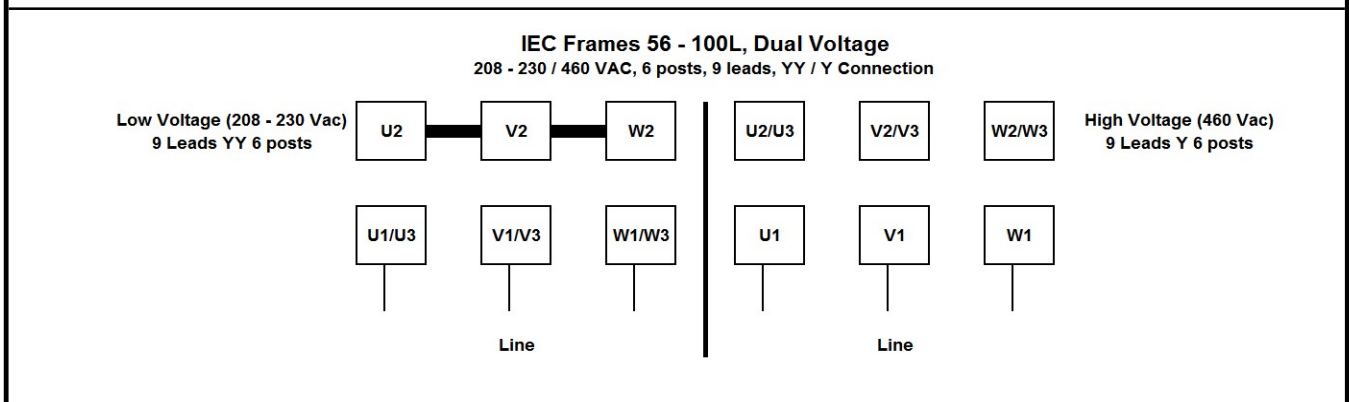 IEC Frames 56 - 100L, Dual Voltage
208 - 230 / 460 VAC, 6 posts, 9 leads, YY / Y Connection
Low Voltage (208 - 230 Vac)
9 Leads YY 6 posts
U2 V2 W2
U1/U3 V1/V3 W1/W3
Line
U2/U3 V2/V3 W2/W3
High Voltage (460 Vac)
9 Leads Y 6 posts
U1 V1 W1
Line